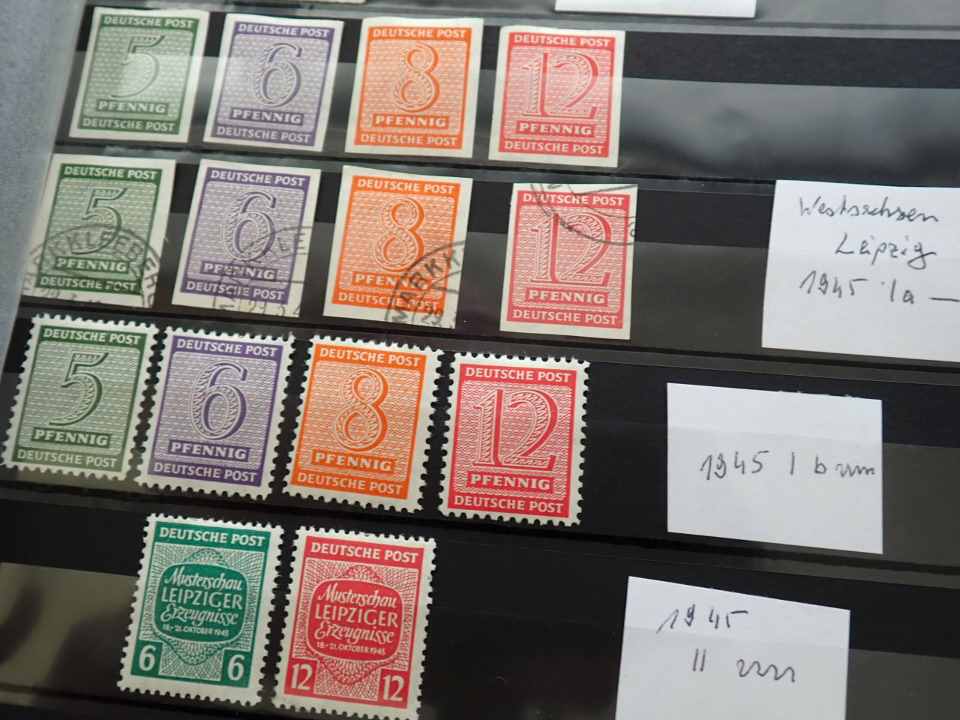 DEUTSCHE POST
5
PFENNIG
DEUTSCHE POST
DEUTSCHE POST
6
PFENNIG
DEUTSCHE POST
DEUTSCHE POST
8
PFENNIG
DEUTSCHE POST
DEUTSCHE POST
12
PFENNIG
DEUTSCHE POST
DEUTSCHE POST
5
PFENNIG
DEUTSCHE POST
6
PFENNIG
DEUTSCHE POST
DEUTSCHE POST
8
PFENNIG
DEUTSCHE POST
12
PFENNIG
DEUTSCHE POST
Westsachsen
Leipzig
1945 Ia —
DEUTSCHE POST
5
PFENNIG
DEUTSCHE POST
DEUTSCHE POST
6
PFENNIG
DEUTSCHE POST
DEUTSCHE POST
8
PFENNIG
DEUTSCHE POST
DEUTSCHE POST
12
PFENNIG
DEUTSCHE POST
1945 I b
DEUTSCHE POST
Musterschau
LEIPZIGER
Erzeugnisse
18.-21. OKTOBER 1945
6 6
DEUTSCHE POST
Musterschau
LEIPZIGER
Erzeugnisse
18.-21. OKTOBER 1945
12 12
1945
II